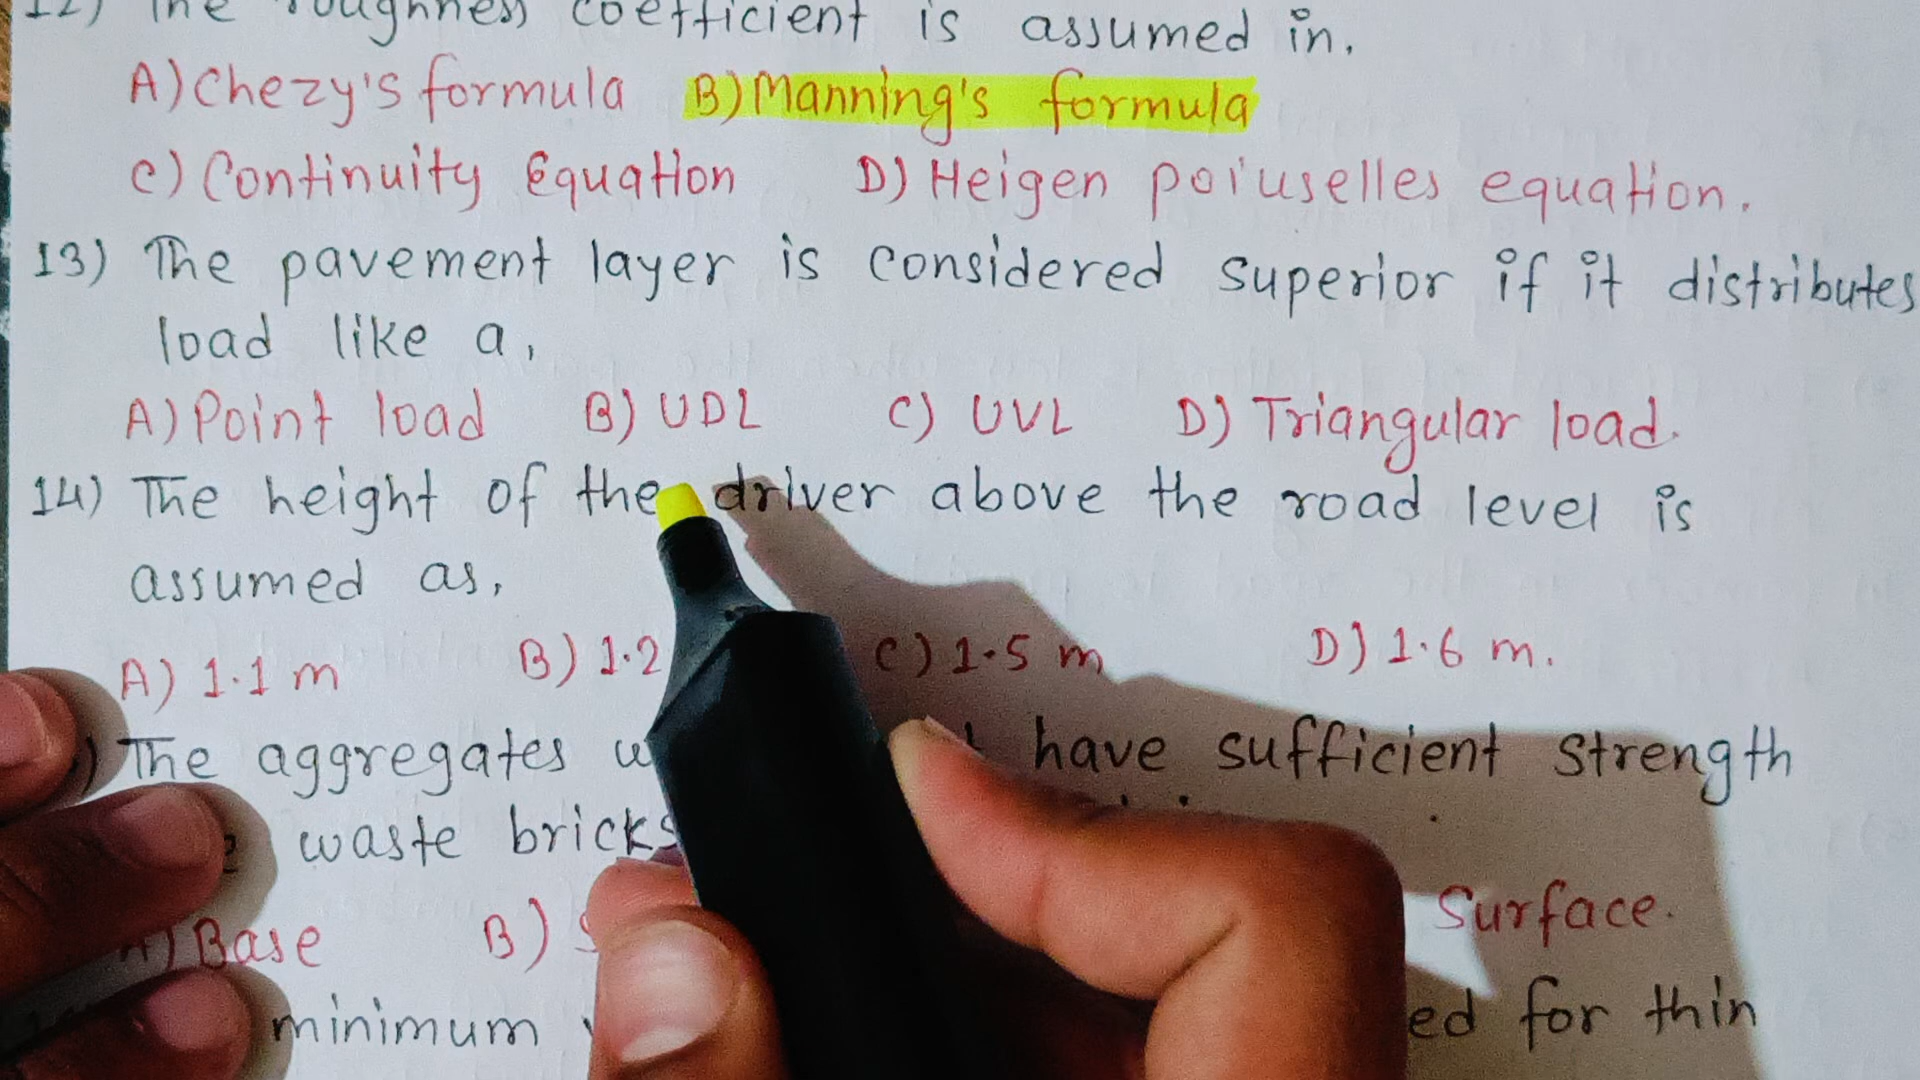 12) The roughness coefficient is assumed in.
A) Chezy's formula B) Manning's formula
C) Continuity Equation D) Heigen poiuselles equation.
13) The pavement layer is considered superior if it distributes
load like a,
A) Point load B) UDL C) UVL D) Triangular load.
14) The height of the driver above the road level is
assumed as,
A) 1.1 m B) 1.2 C) 1.5 m D) 1.6 m.
) The aggregates have sufficient strength
waste bricks
A) Base B) Surface.
minimum for thin